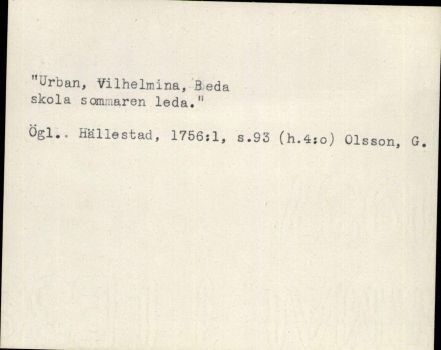 "Urban, Vilhelmina, Beda
skola sommaren leda."
Ögl.. Hällestad, 1756:1, s.93 (h.4:o) Olsson, G.